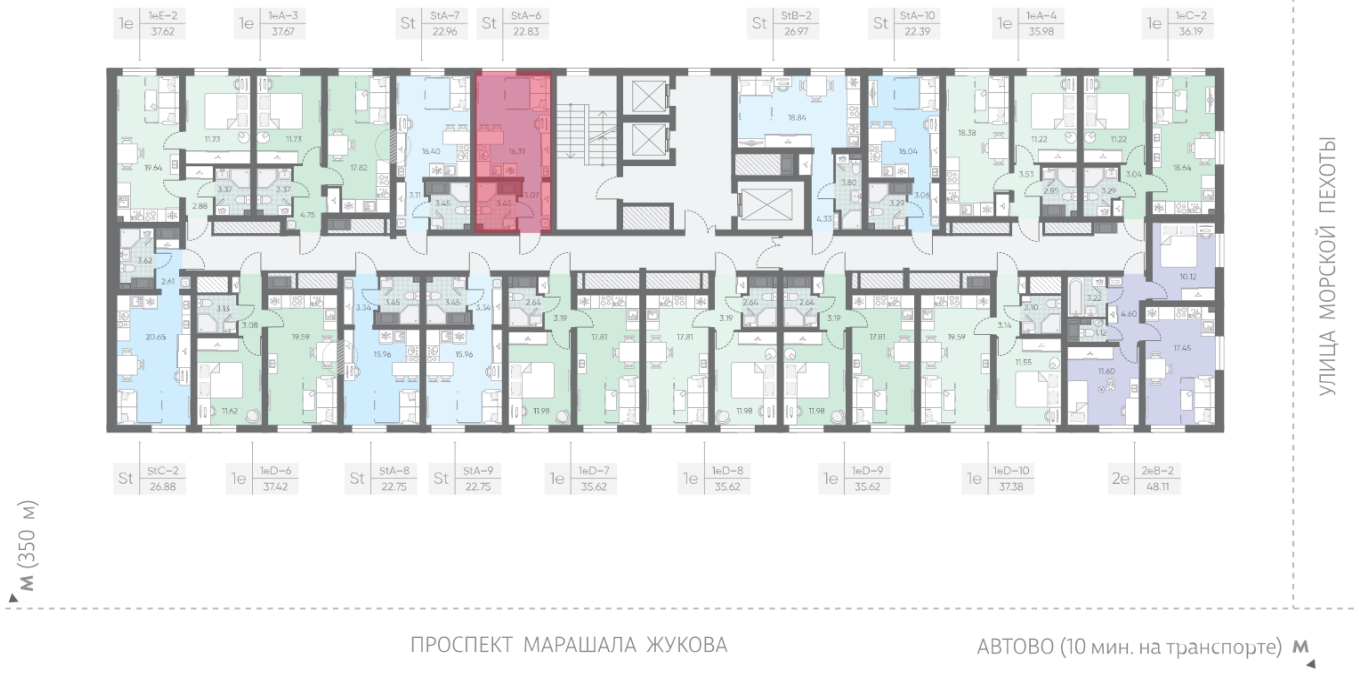 1eE-2
1e
37.62
1eA-3
1e
37.67
StA-7
St
22.96
StA-6
St
22.83
StB-2
St
26.97
StA-10
St
22.39
1eA-4
1e
35.98
1eC-2
1e
36.19
19.64
11.73
11.73
17.82
16.40
16.31
18.84
16.04
18.38
11.22
11.22
18.64
2.88
3.37
3.37
4.75
3.11
3.45
3.45
3.07
4.33
3.80
3.29
3.06
3.53
2.85
3.29
3.04
3.62
2.61
10.12
20.65
3.13
3.08
19.59
3.34
3.45
3.45
3.34
2.64
3.19
17.81
17.81
3.19
2.64
2.64
3.19
17.81
19.59
3.14
3.10
3.22
1.12
4.60
17.45
11.62
15.96
15.96
11.98
11.98
11.98
11.55
11.60
StC-2
St
26.88
1eD-6
1e
37.42
StA-8
St
22.75
StA-9
St
22.75
1eD-7
1e
35.62
1eD-8
1e
35.62
1eD-9
1e
35.62
1eD-10
1e
37.38
2eB-2
2e
48.11
УЛИЦА МОРСКОЙ ПЕХОТЫ
М (350 м)
ПРОСПЕКТ МАРАШАЛА ЖУКОВА
АВТОВО (10 мин. на транспорте) М